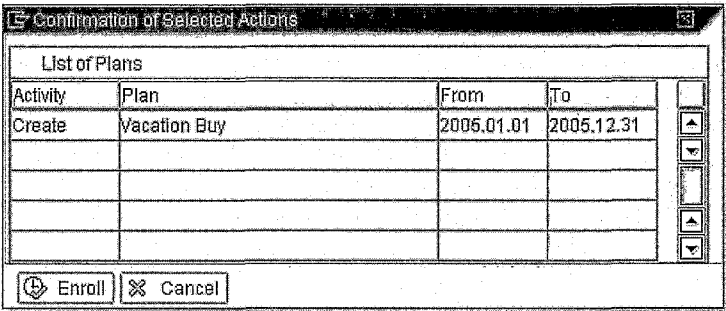 Confirmation of Selected Actions
List of Plans
Activity Plan From To
Create Vacation Buy 2005.01.01 2005.12.31
Enroll Cancel